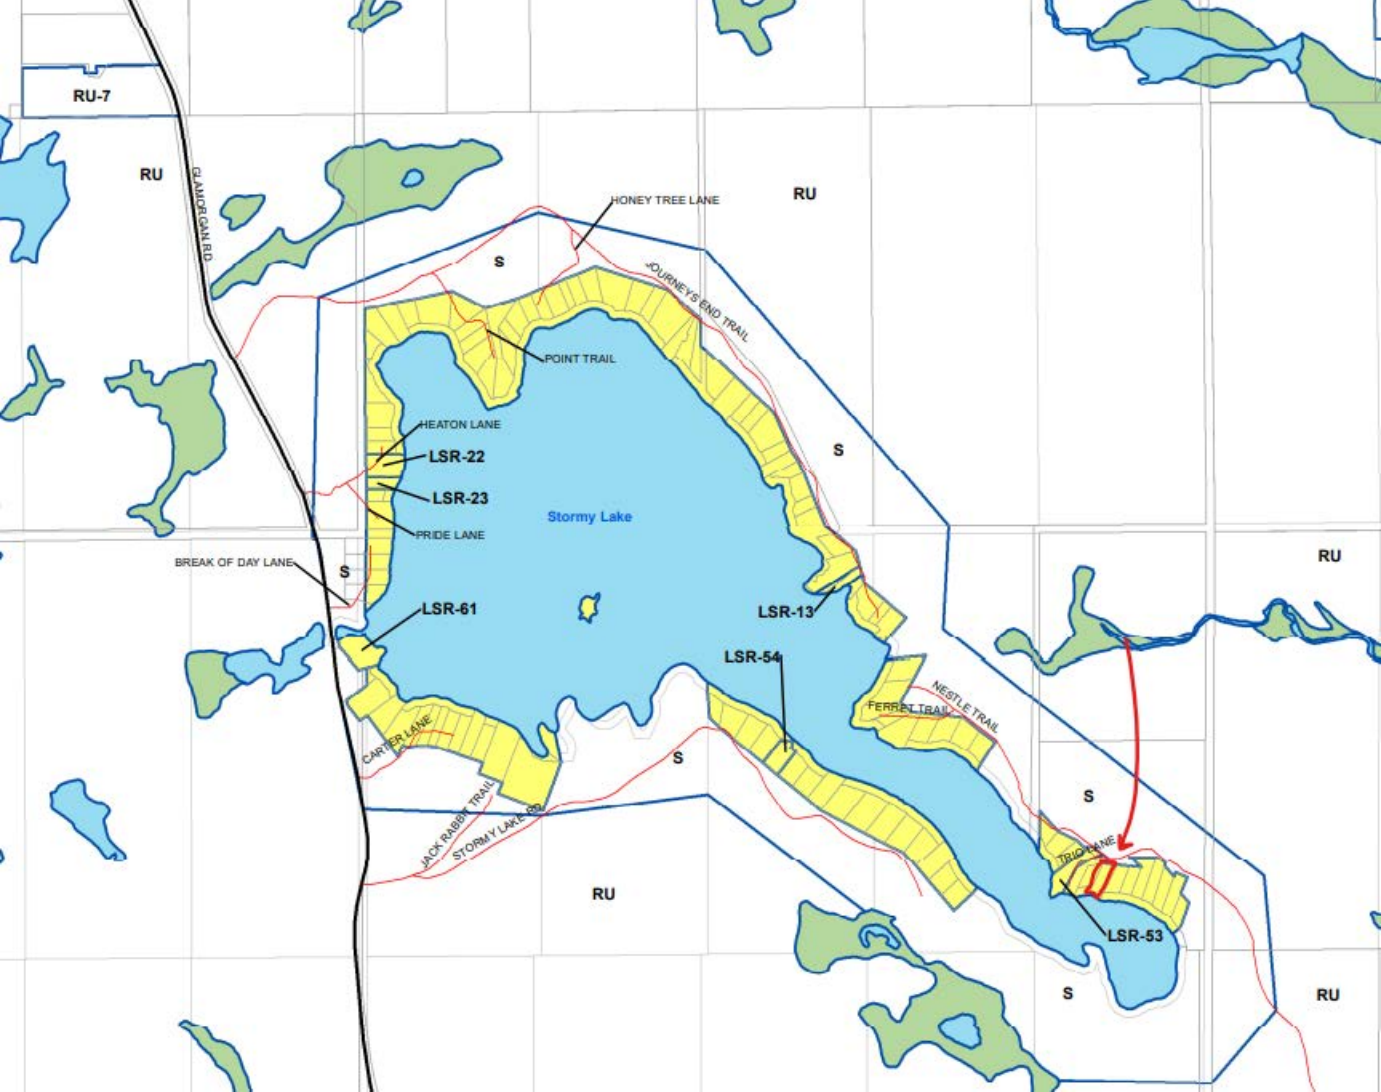 RU-7
RU
GLAMORGAN RD
RU
HONEY TREE LANE
S
JOURNEYS END TRAIL
POINT TRAIL
HEATON LANE
LSR-22
S
LSR-23
Stormy Lake
PRIDE LANE
RU
BREAK OF DAY LANE
S
LSR-61
LSR-13
LSR-54
NESTLE TRAIL
FERRET TRAIL
CARTER LANE
S
S
JACK RABBIT TRAIL
STORMY LAKE RD
TRIO LANE
RU
LSR-53
S
RU